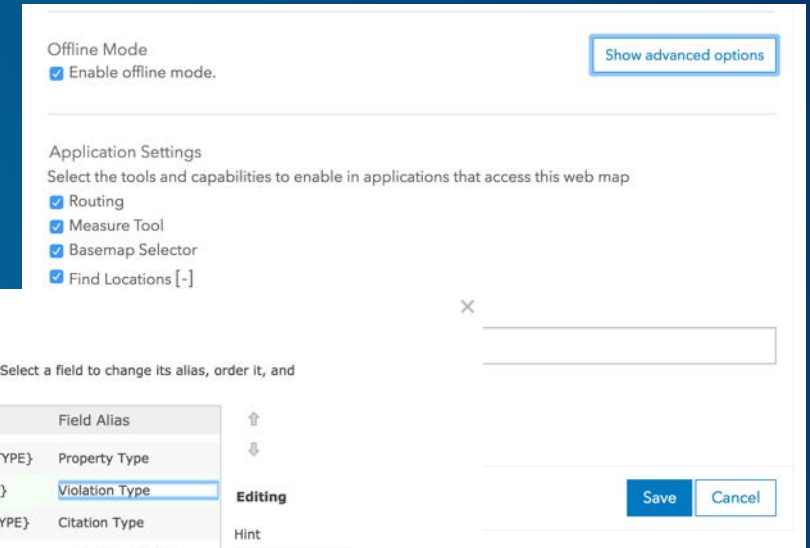 Offline Mode
Show advanced options
Enable offline mode.
Application Settings
Select the tools and capabilities to enable in applications that access this web map
Routing
Measure Tool
Basemap Selector
Find Locations [-]
Select a field to change its alias, order it, and
Field Alias
YPE} Property Type
} Violation Type
Editing
YPE} Citation Type
Hint
Save Cancel